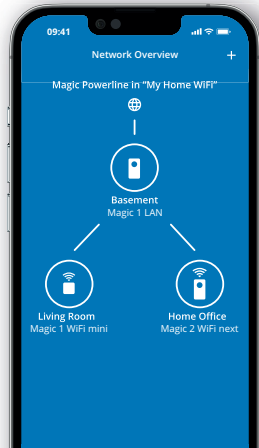 09:41
Network Overview
+
Magic Powerline in “My Home WiFi”
Basement
Magic 1 LAN
Living Room
Magic 1 WiFi mini
Home Office
Magic 2 WiFi next